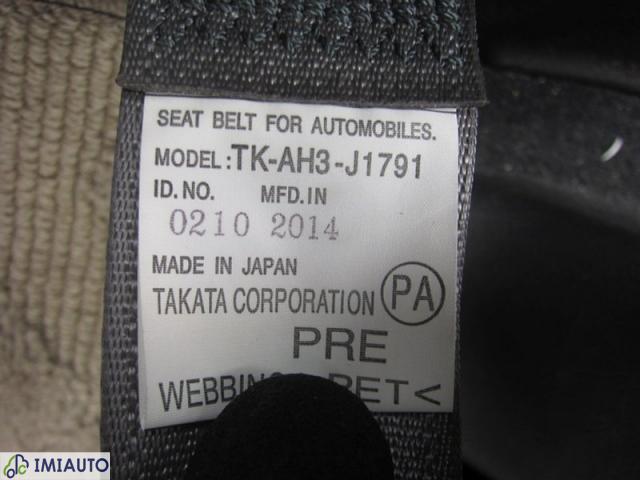 SEAT BELT FOR AUTOMOBILES.
MODEL:TK-AH3-J1791
ID.NO. MFD.IN
0210 2014
MADE IN JAPAN
TAKATA CORPORATION PA
PRE
PET<
IMIAUTO